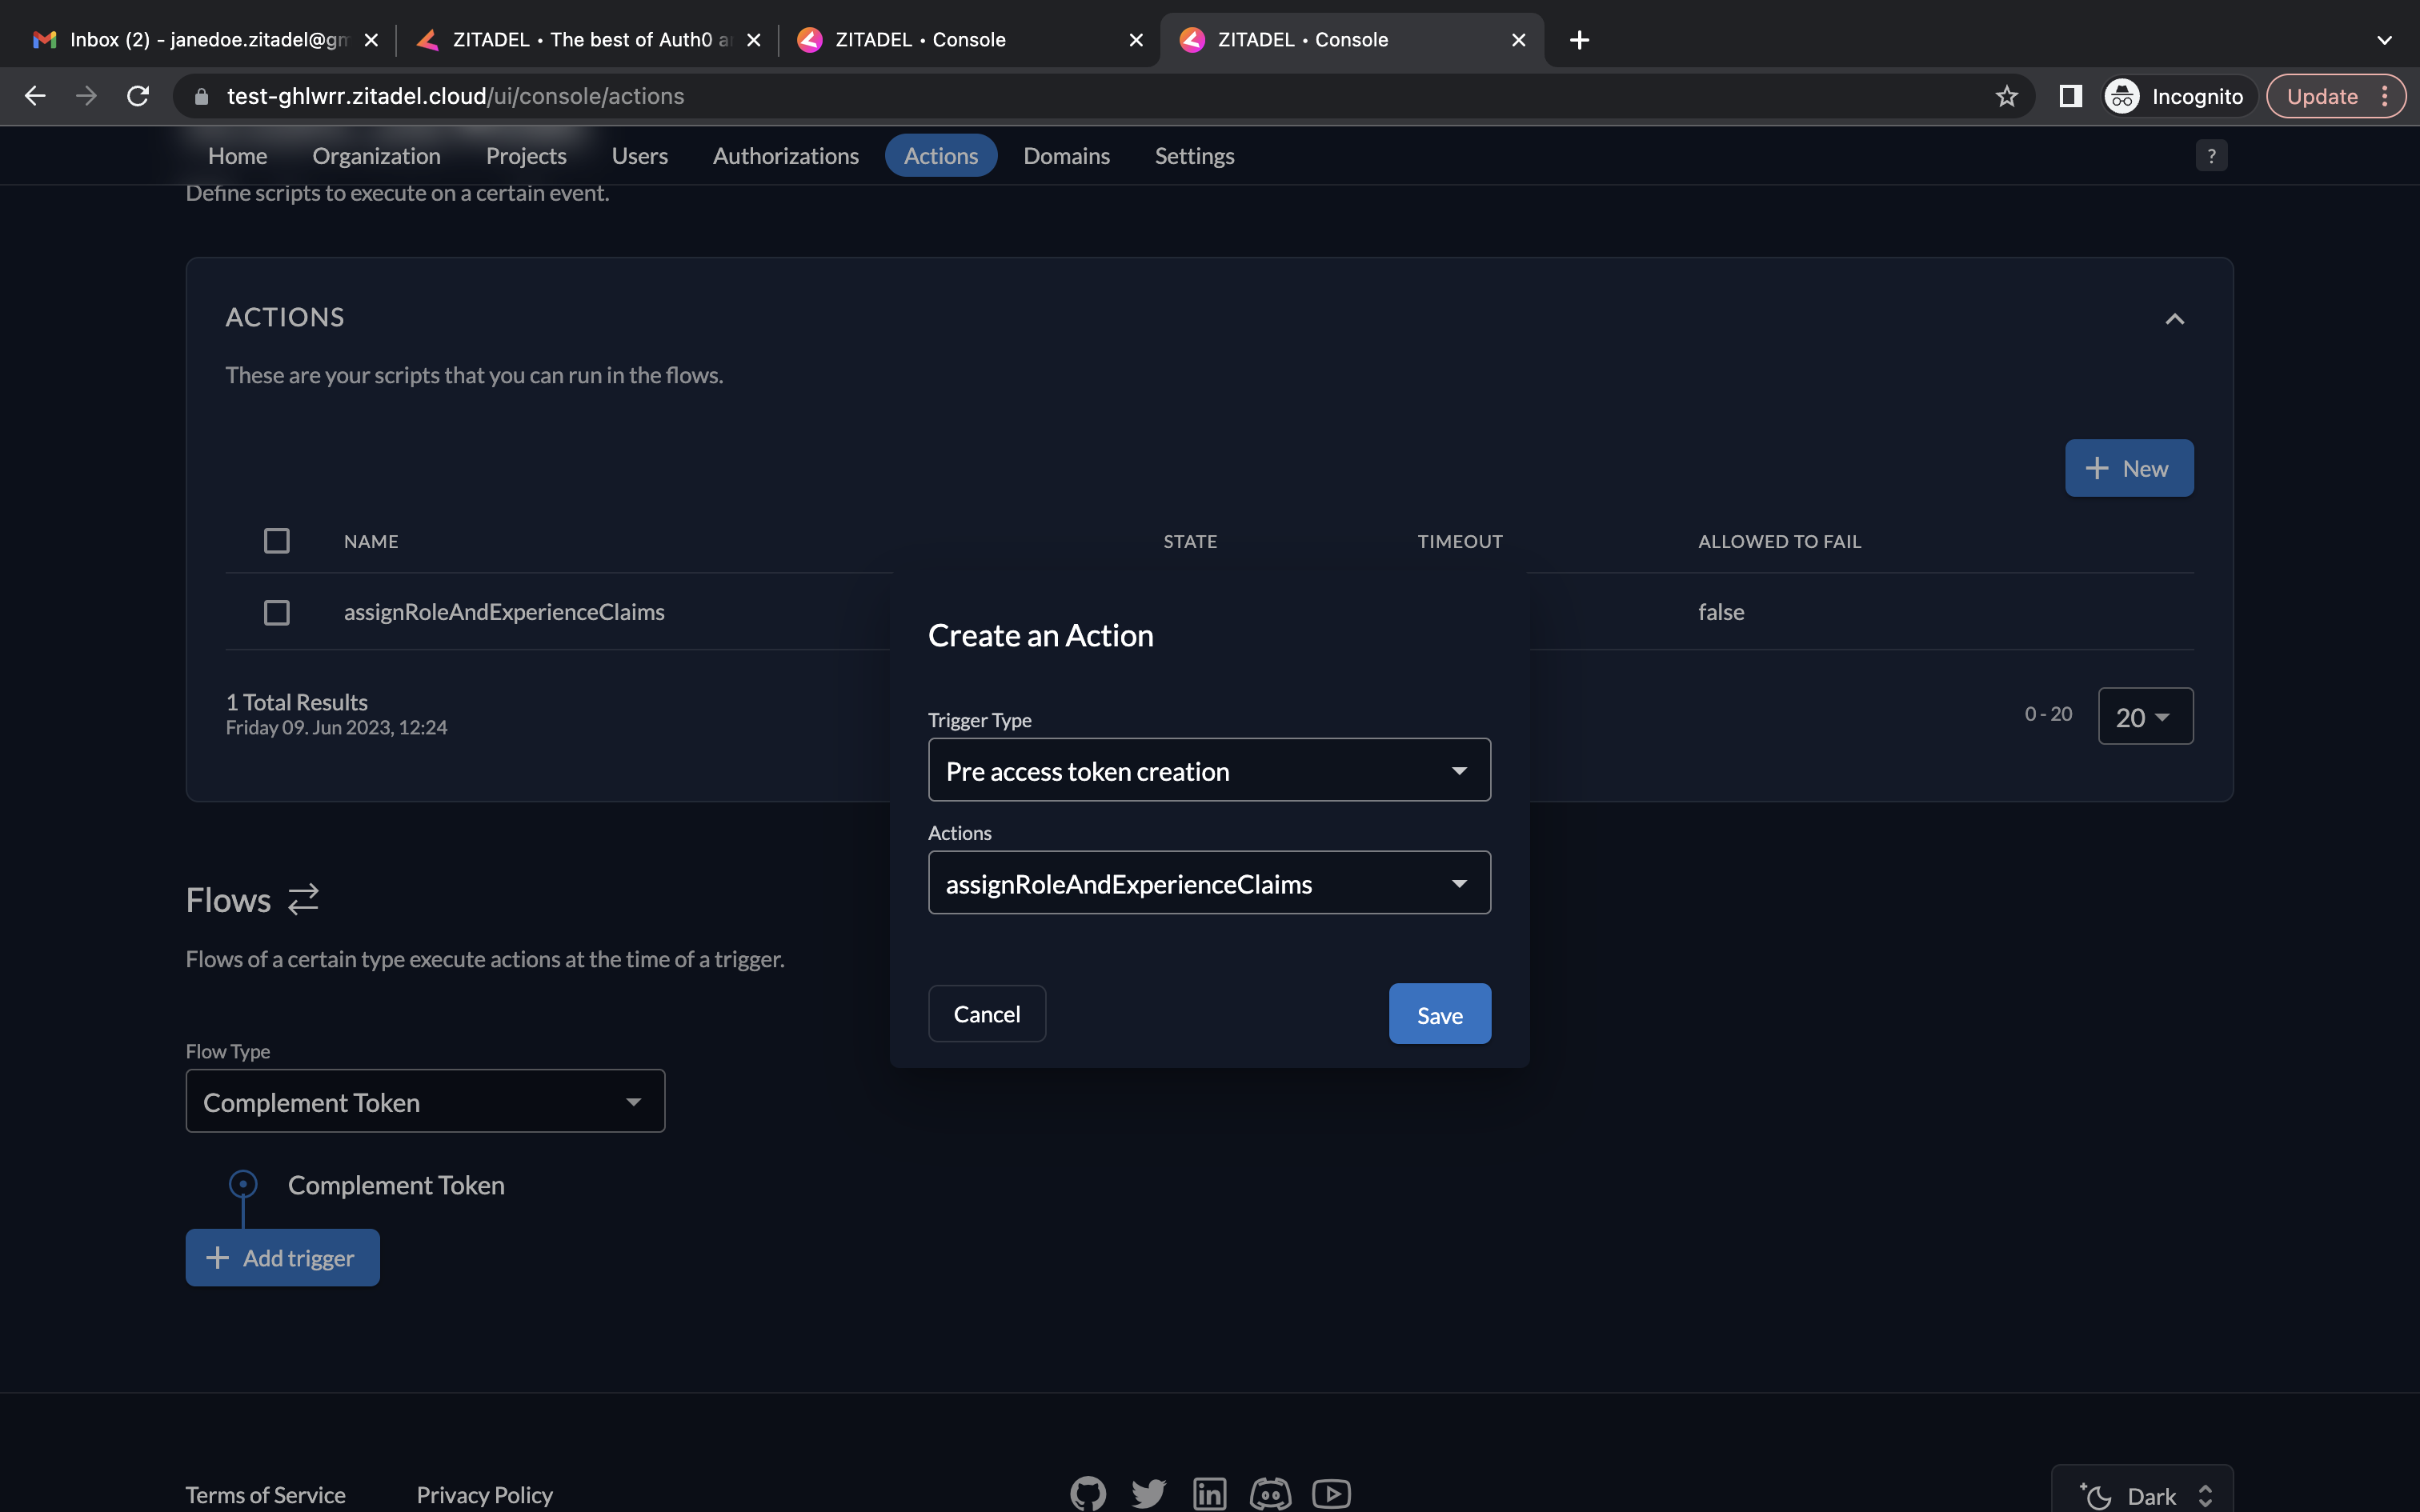 Inbox (2) - janedoe.zitadel@gm
ZITADEL • The best of Auth0 a
ZITADEL • Console
ZITADEL • Console
test-ghlwrr.zitadel.cloud/ui/console/actions
Incognito
Update
Home
Organization
Projects
Users
Authorizations
Actions
Domains
Settings
?
Define scripts to execute on a certain event.
ACTIONS
These are your scripts that you can run in the flows.
New
NAME
STATE
TIMEOUT
ALLOWED TO FAIL
assignRoleAndExperienceClaims
false
1 Total Results
Friday 09. Jun 2023, 12:24
0 - 20
20
Create an Action
Trigger Type
Pre access token creation
Actions
assignRoleAndExperienceClaims
Cancel
Save
Flows
Flows of a certain type execute actions at the time of a trigger.
Flow Type
Complement Token
Complement Token
Add trigger
Terms of Service
Privacy Policy
Dark